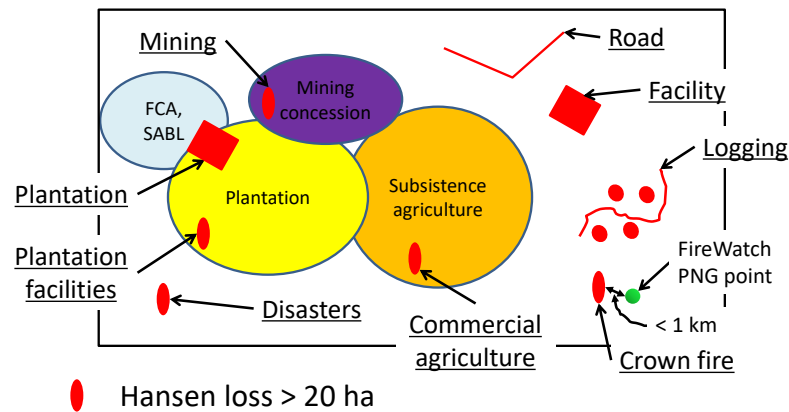 Mining
Road
Mining
concession
FCA,
SABL
Facility
Logging
Plantation
Plantation
Subsistence
agriculture
Plantation
facilities
FireWatch
PNG point
Disasters
Commercial
agriculture
< 1 km
Crown fire
Hansen loss > 20 ha